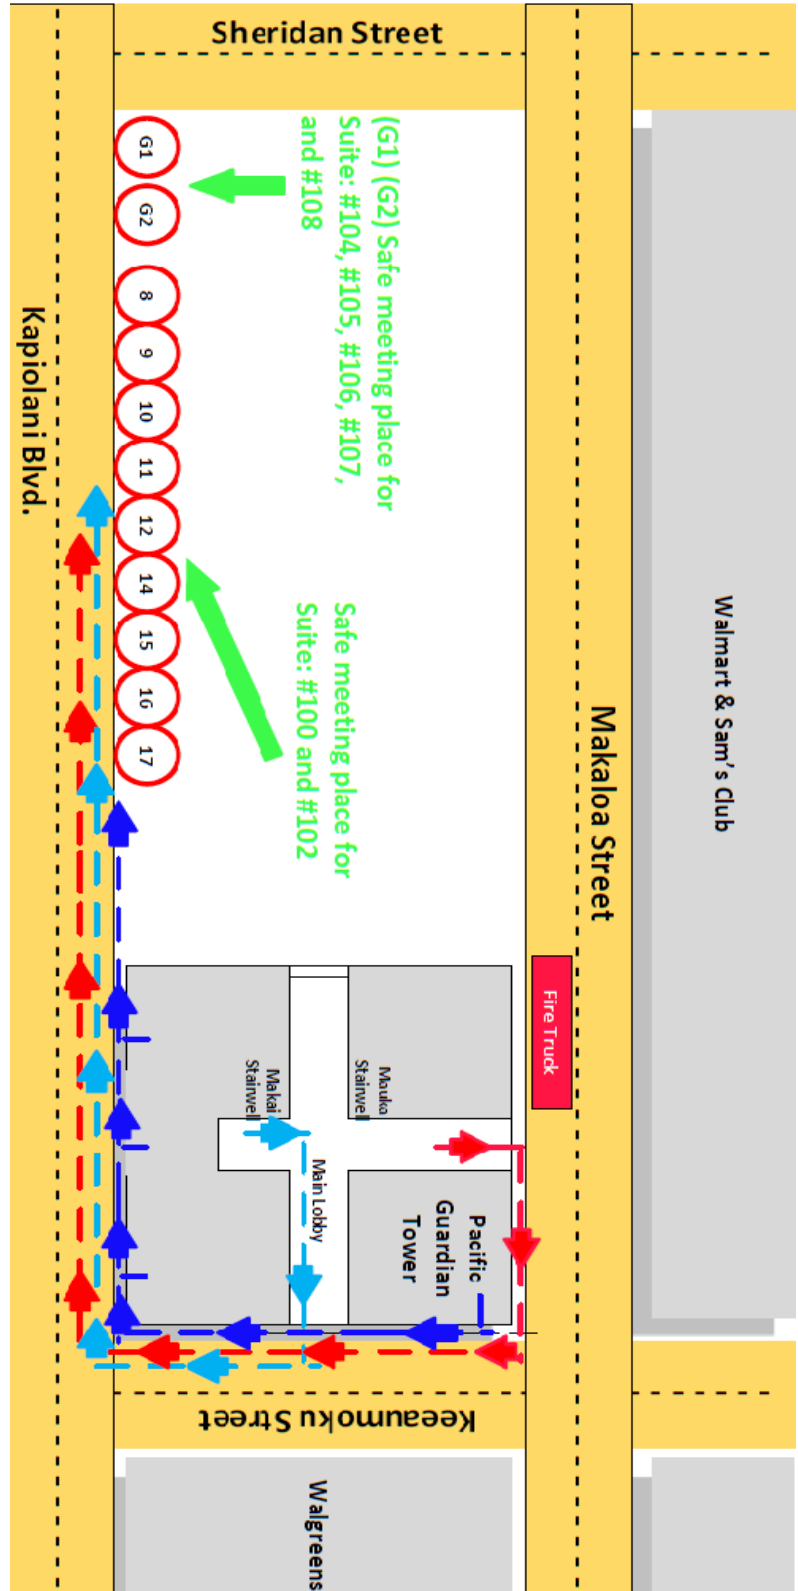 Sheridan Street
(G1) (G2) Safe meeting place for
Suite: #104, #105, #106, #107,
and #108
G1
G2
8
9
10
11
12
14
15
16
17
Kapiolani Blvd.
Safe meeting place for
Suite: #100 and #102
Walmart & Sam's Club
Makaloa Street
Fire Truck
Mauka
Stairwell
Makai
Stairwell
Main Lobby
Pacific
Guardian
Tower
Keeaumoku Street
Walgreens